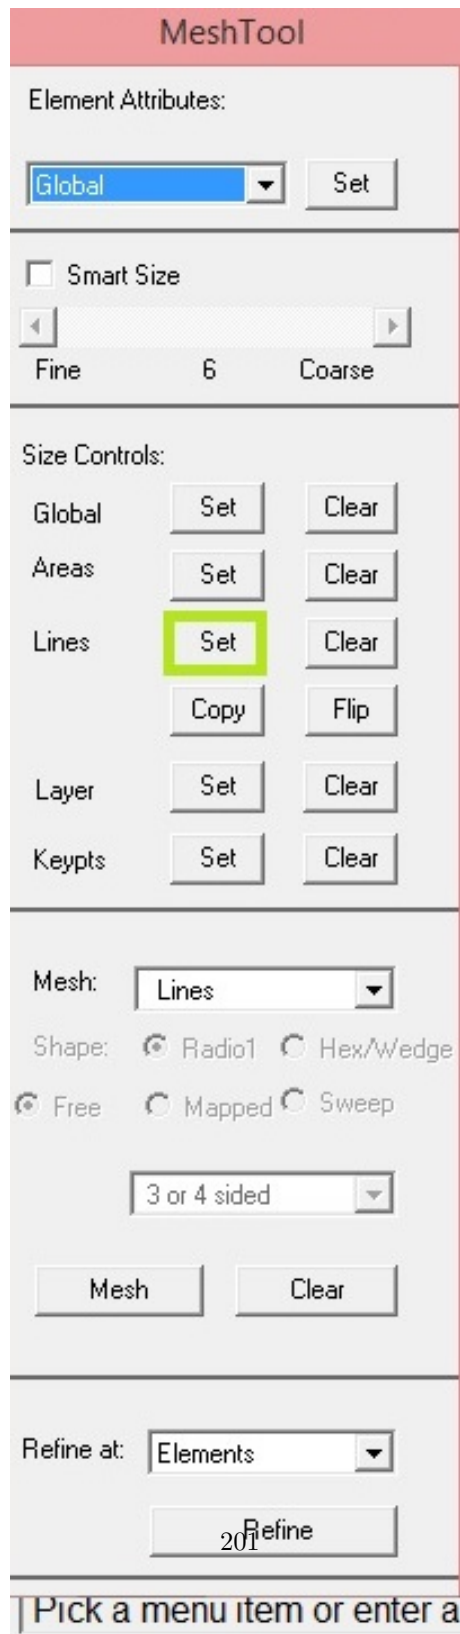 MeshTool
Element Attributes:
Global Set
Smart Size
Fine 6 Coarse
Size Controls:
Global Set Clear
Areas Set Clear
Lines Set Clear
Copy Flip
Layer Set Clear
Keypts Set Clear
Mesh: Lines
Shape: Radio1 Hex/Wedge
Free Mapped Sweep
3 or 4 sided
Mesh Clear
Refine at: Elements
Refine
201
Pick a menu item or enter a